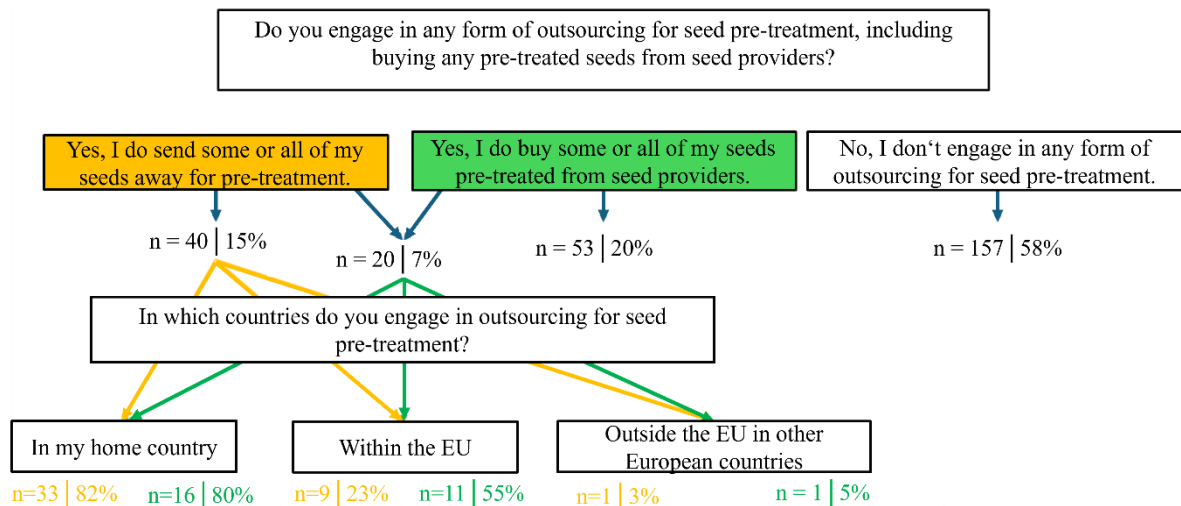 Do you engage in any form of outsourcing for seed pre-treatment, including
buying any pre-treated seeds from seed providers?
Yes, I do send some or all of my
seeds away for pre-treatment.
Yes, I do buy some or all of my seeds
pre-treated from seed providers.
No, I don‘t engage in any form of
outsourcing for seed pre-treatment.
n = 40 | 15%
n = 20 | 7%
n = 53 | 20%
n = 157 | 58%
In which countries do you engage in outsourcing for seed
pre-treatment?
In my home country
Within the EU
Outside the EU in other
European countries
n=33 | 82%
n=16 | 80%
n=9 | 23%
n=11 | 55%
n=1 | 3%
n = 1 | 5%